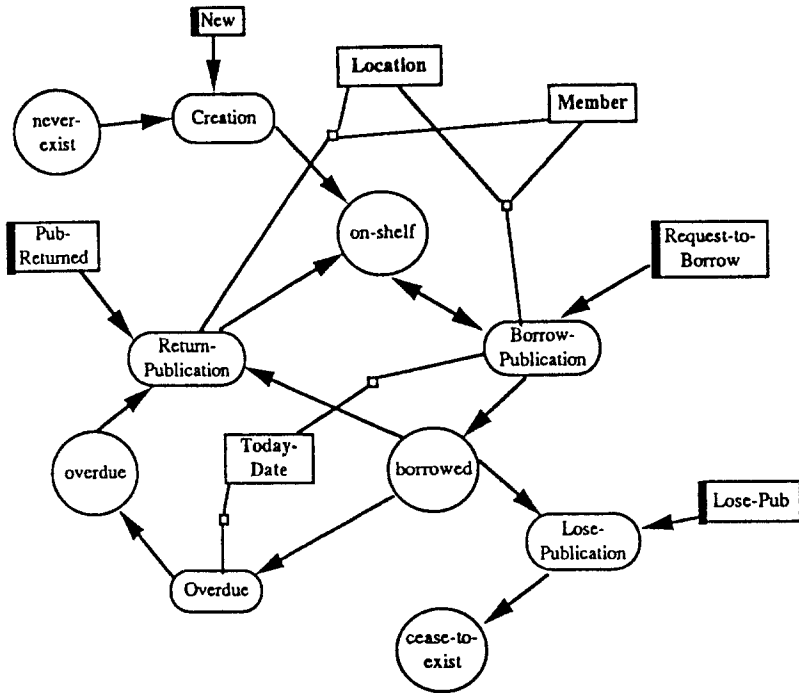 New
Location
Member
never-
exist
Creation
on-shelf
Pub-
Returned
Request-to-
Borrow
Return-
Publication
Borrow-
Publication
Today-
Date
overdue
borrowed
Lose-Pub
Lose-
Publication
Overdue
cease-to-
exist